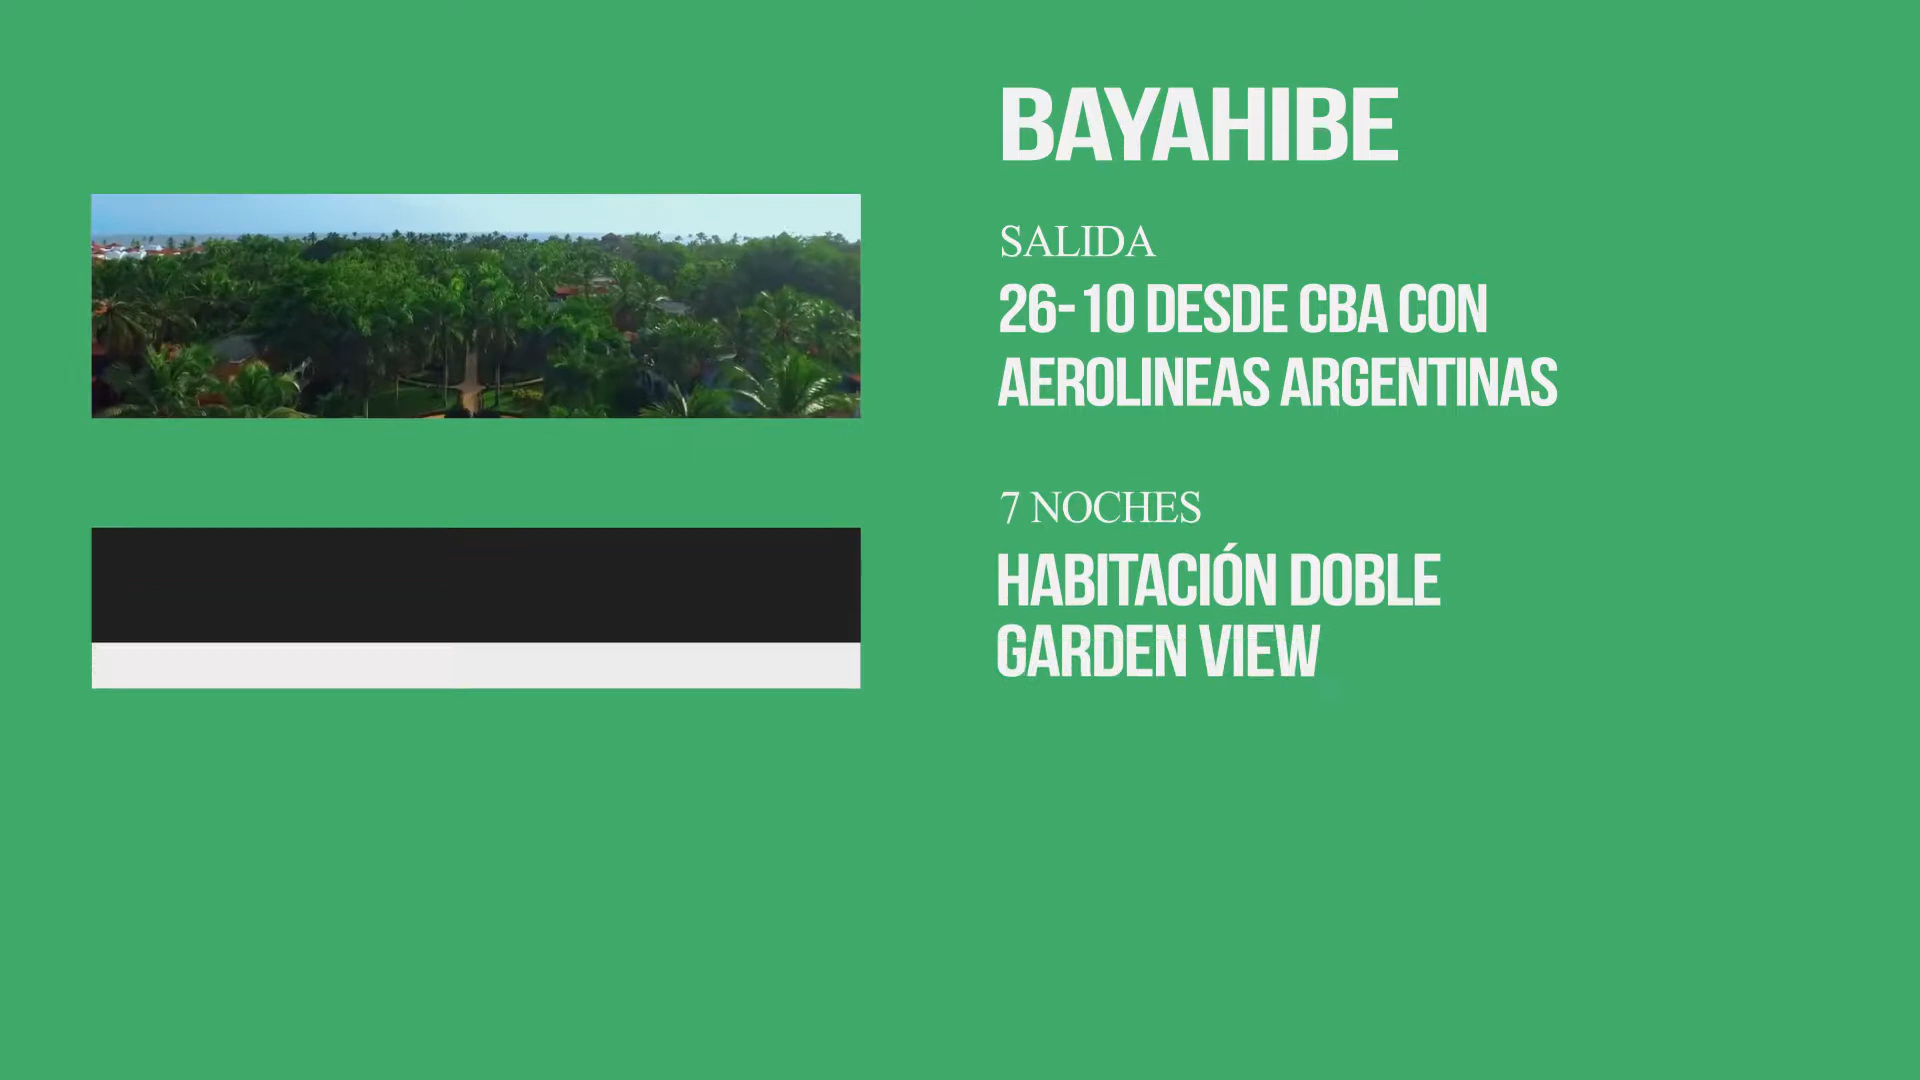 BAYAHIBE
SALIDA
26-10 DESDE CBA CON
AEROLINEAS ARGENTINAS
7 NOCHES
HABITACIÓN DOBLE
GARDEN VIEW